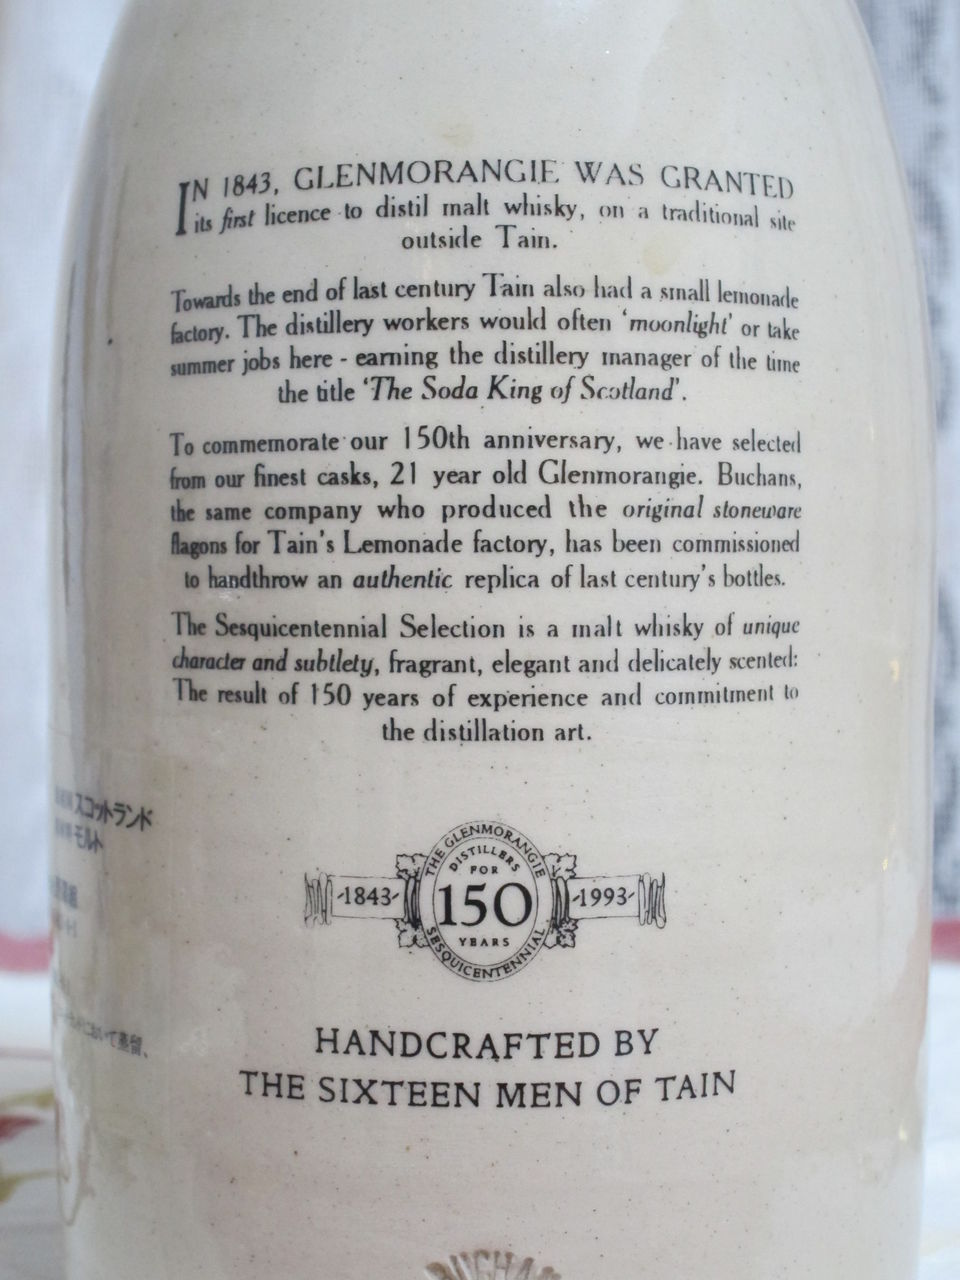 IN 1843, GLENMORANGIE WAS GRANTED
its first licence to distil malt whisky, on a traditional site
outside Tain.
Towards the end of last century Tain also had a small lemonade
factory. The distillery workers would often ‘moonlight’ or take
summer jobs here - earning the distillery manager of the time
the title ‘The Soda King of Scotland’.
To commemorate our 150th anniversary, we have selected
from our finest casks, 21 year old Glenmorangie. Buchans,
the same company who produced the original stoneware
flagons for Tain's Lemonade factory, has been commissioned
to handthrow an authentic replica of last century's bottles.
The Sesquicentennial Selection is a malt whisky of unique
character and subtlety, fragrant, elegant and delicately scented:
The result of 150 years of experience and commitment to
the distillation art.
スコットランド
モルト
において蒸留、
THE GLENMORANGIE
DISTILLERS
FOR
-1843- 150 -1993-
YEARS
SESQUICENTENNIAL
HANDCRAFTED BY
THE SIXTEEN MEN OF TAIN